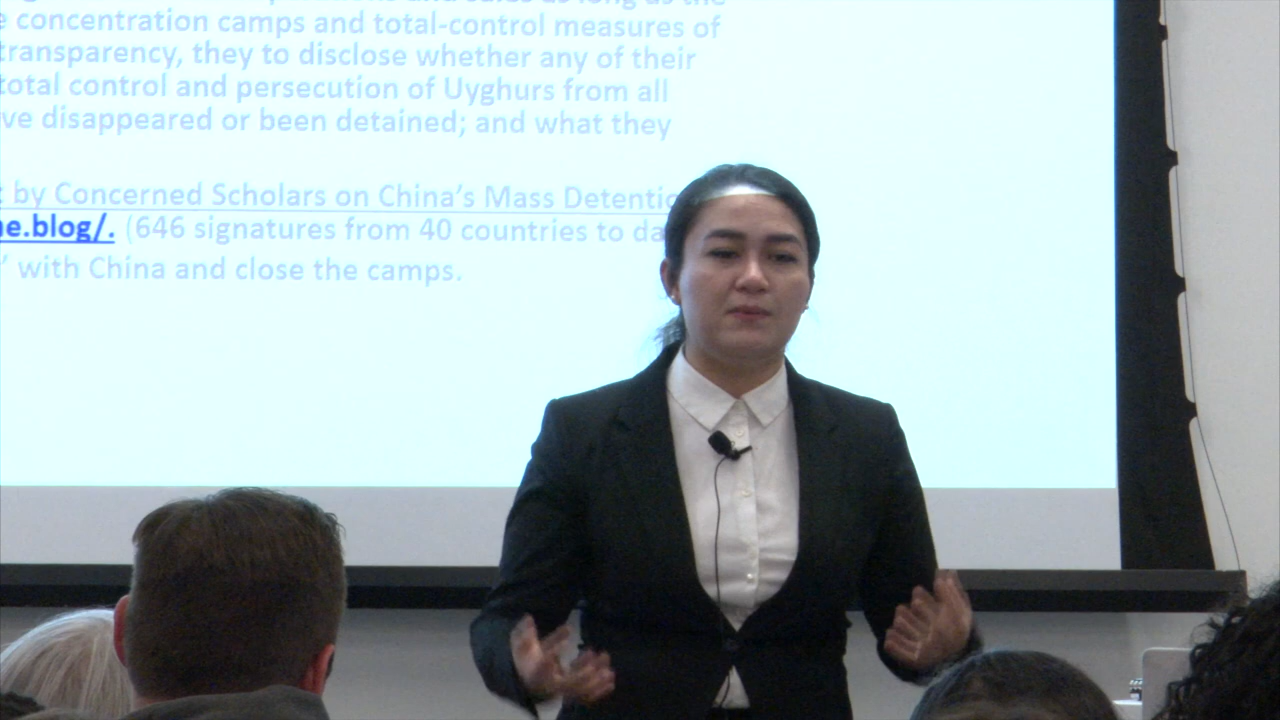 concentration camps and total-control measures of
transparency, they to disclose whether any of their
total control and persecution of Uyghurs from all
ve disappeared or been detained; and what they
by Concerned Scholars on China's Mass Detentio
ne.blog/. (646 signatures from 40 countries to da
' with China and close the camps.